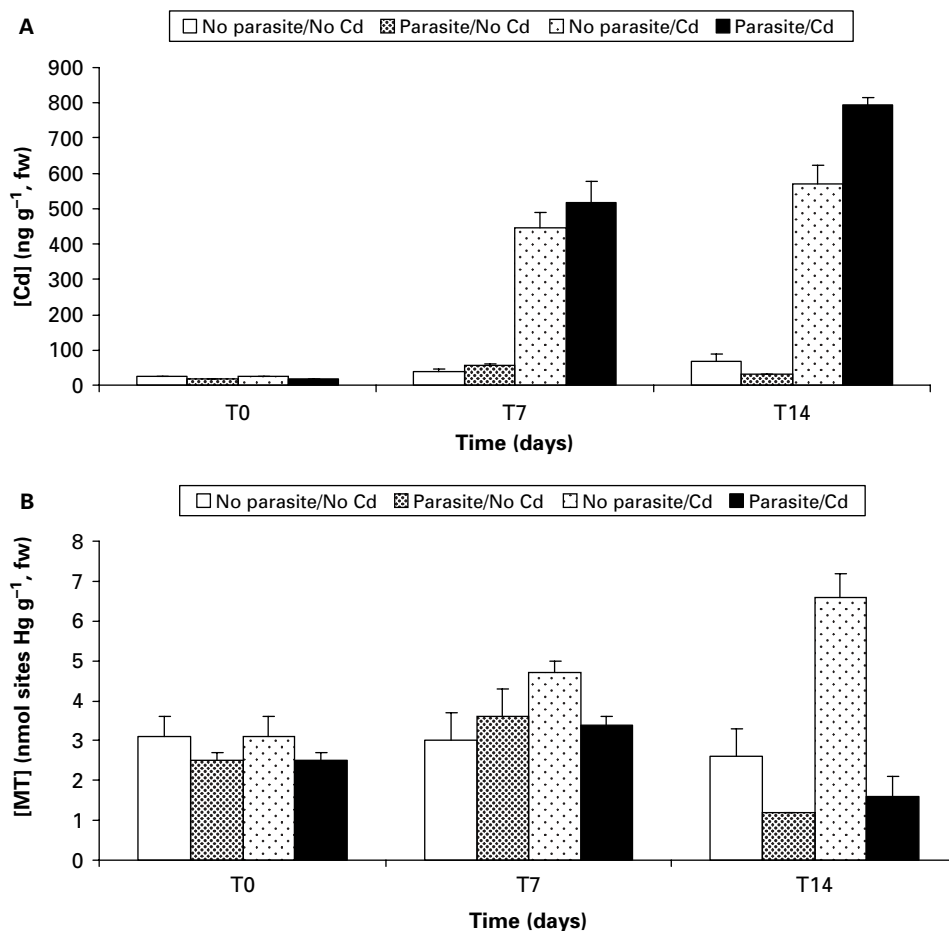 A
No parasite/No Cd Parasite/No Cd No parasite/Cd Parasite/Cd
900
800
700
600
500
400
300
200
100
0
[Cd] (ng g⁻¹, fw)
T0 T7 T14
Time (days)
B
No parasite/No Cd Parasite/No Cd No parasite/Cd Parasite/Cd
8
7
6
5
4
3
2
1
0
[MT] (nmol sites Hg g⁻¹, fw)
T0 T7 T14
Time (days)